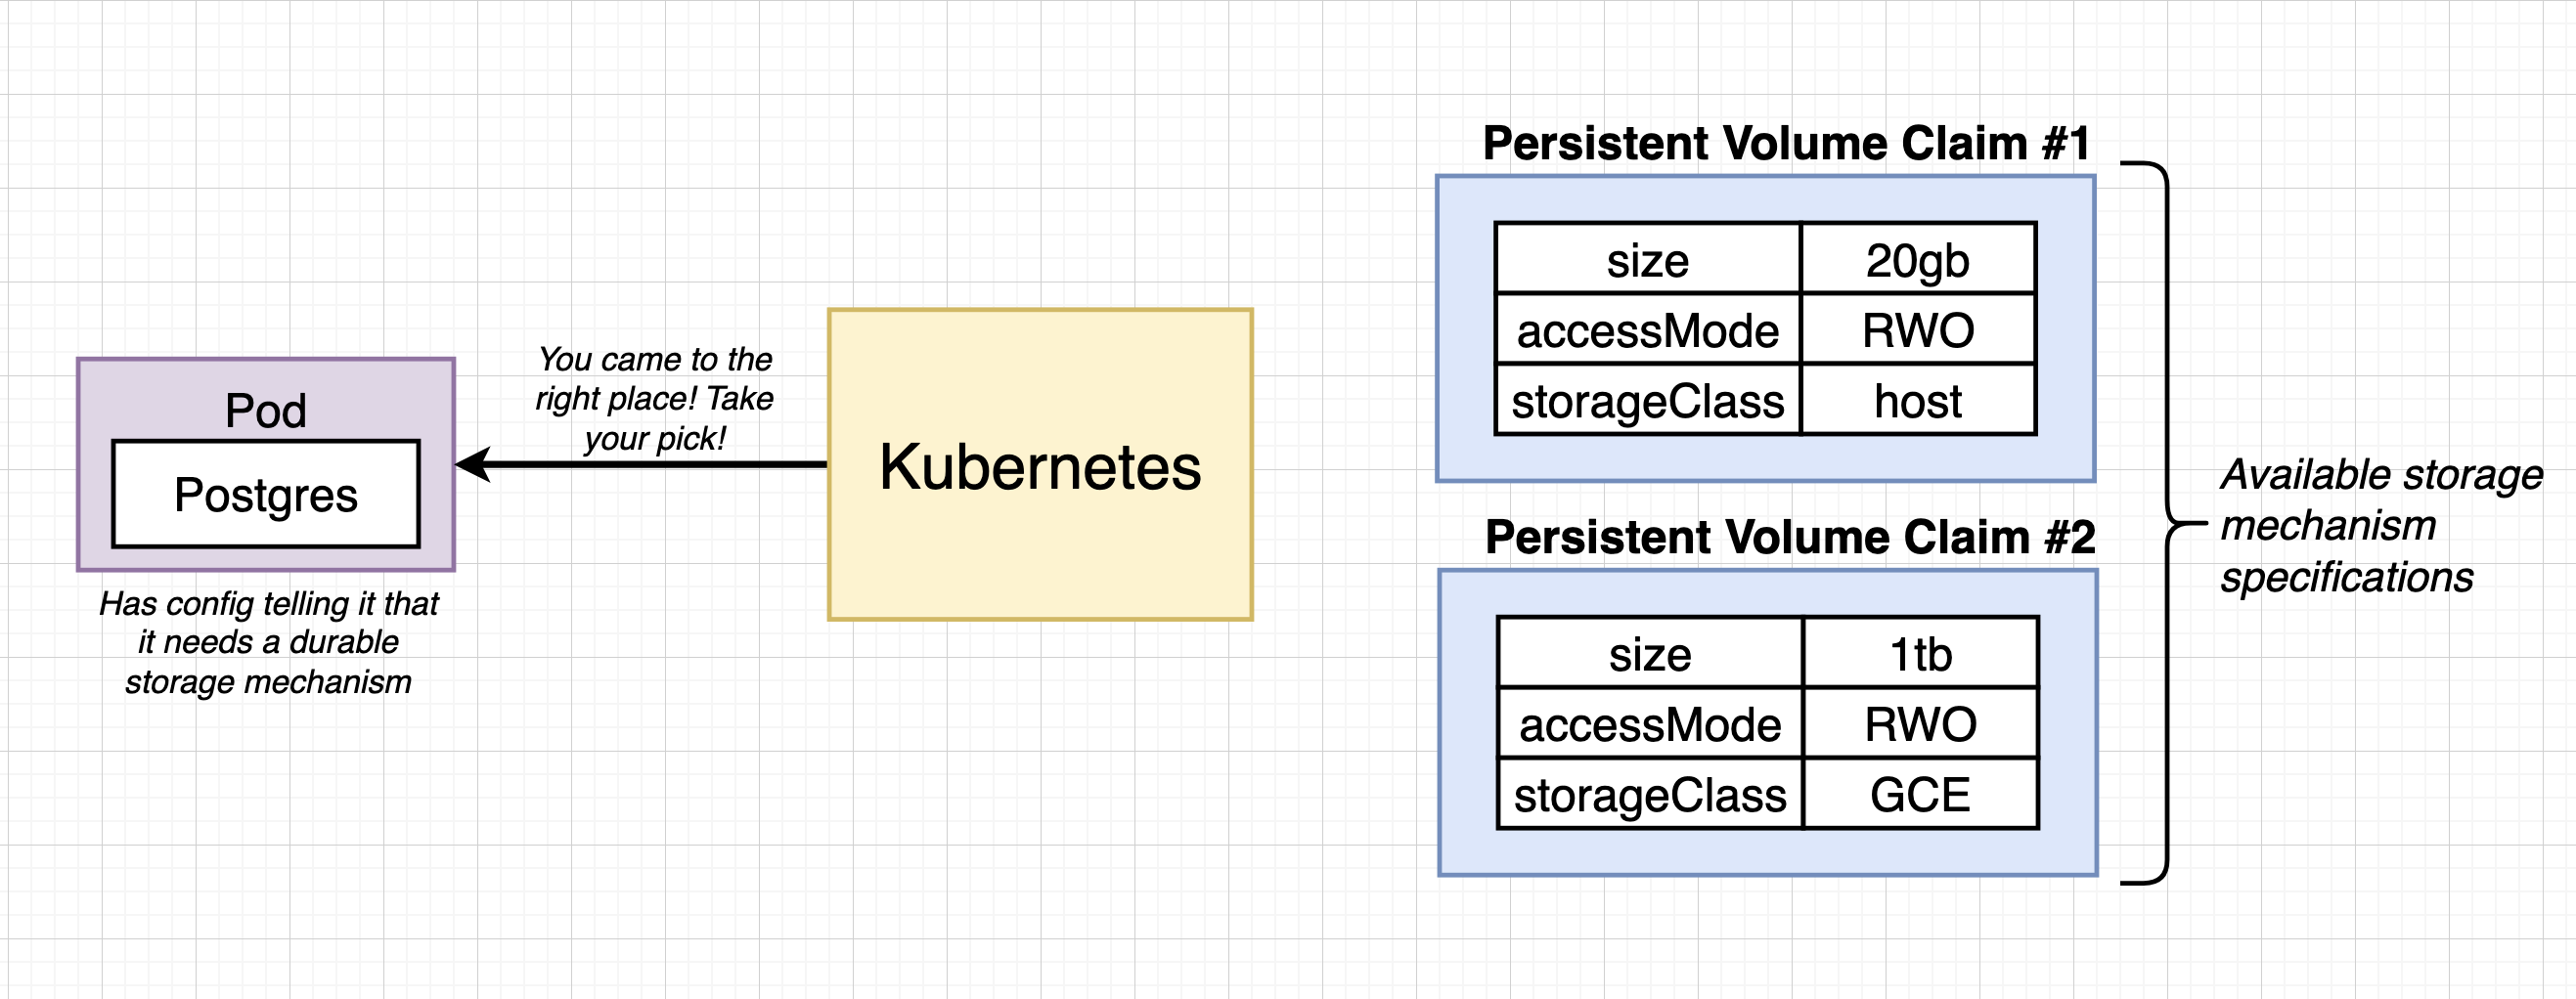 Pod
Postgres
Has config telling it that
it needs a durable
storage mechanism
You came to the
right place! Take
your pick!
Kubernetes
Persistent Volume Claim #1
size 20gb
accessMode RWO
storageClass host
Persistent Volume Claim #2
size 1tb
accessMode RWO
storageClass GCE
Available storage
mechanism
specifications